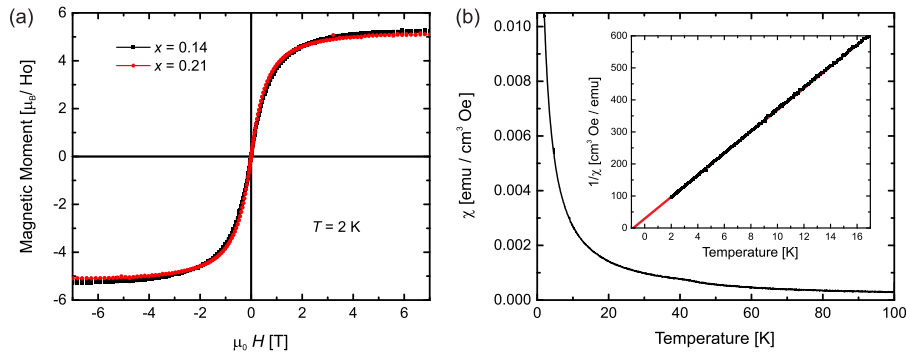 (a)
6
4
2
0
-2
-4
-6
Magnetic Moment [μB/ Ho]
x = 0.14
x = 0.21
T = 2 K
-6 -4 -2 0 2 4 6
μ0 H [T]
(b)
0.010
0.008
0.006
0.004
0.002
0.000
χ [emu / cm³ Oe]
0 20 40 60 80 100
Temperature [K]
600
500
400
300
200
100
0
1/χ [cm³ Oe / emu]
0 2 4 6 8 10 12 14 16
Temperature [K]